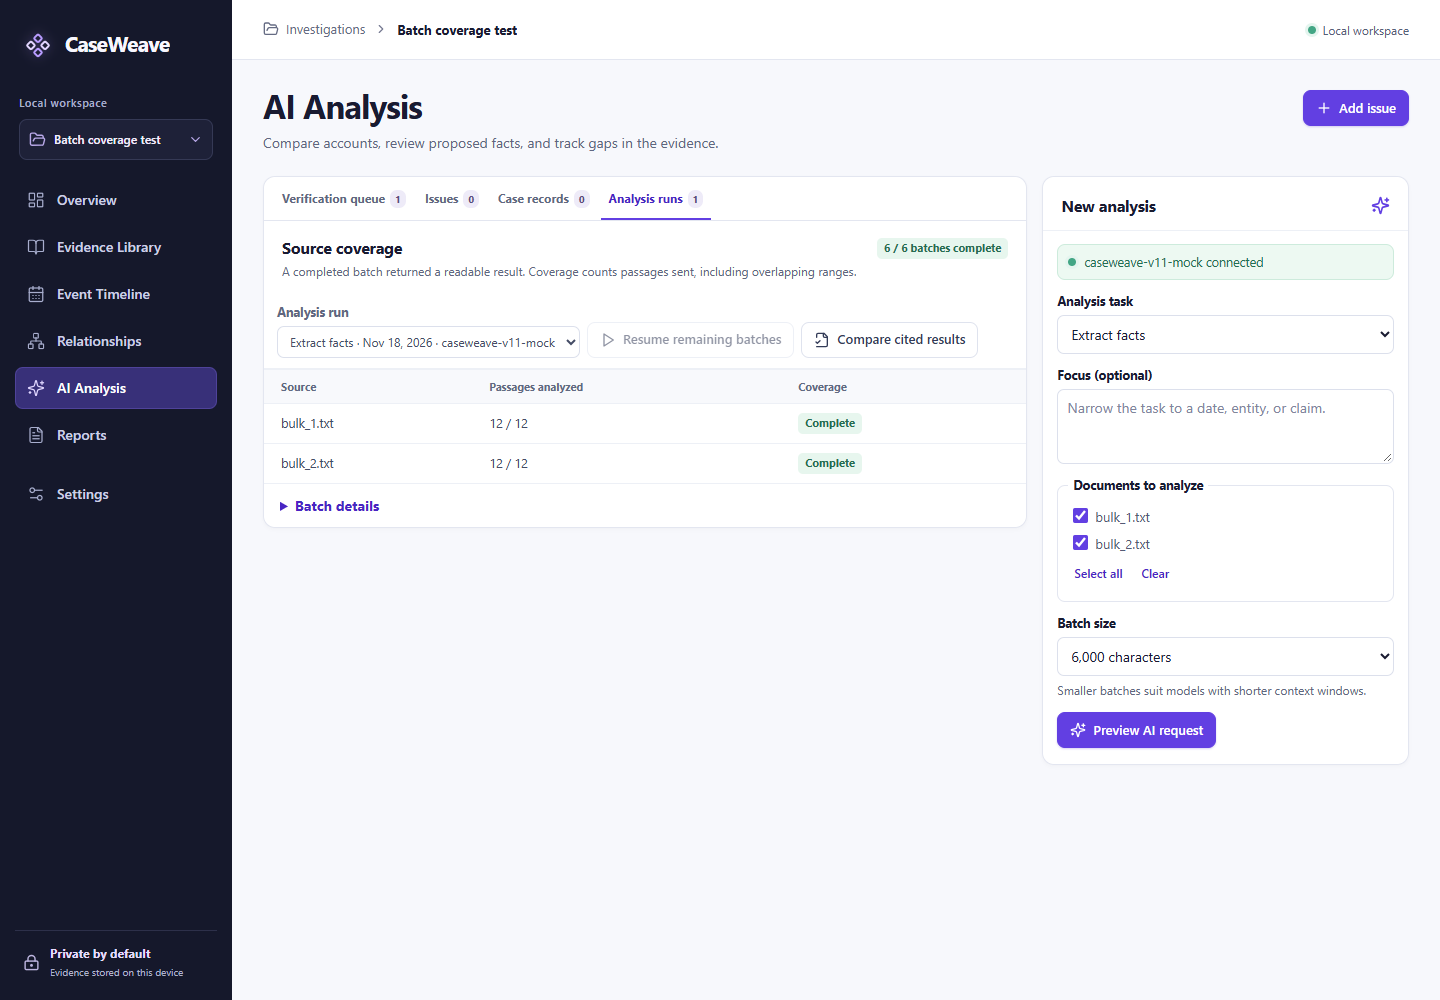 CaseWeave
Local workspace
Batch coverage test
Overview
Evidence Library
Event Timeline
Relationships
AI Analysis
Reports
Settings
Private by default
Evidence stored on this device
Investigations
Batch coverage test
Local workspace
AI Analysis
Compare accounts, review proposed facts, and track gaps in the evidence.
Add issue
Verification queue 1
Issues 0
Case records 0
Analysis runs 1
Source coverage
6 / 6 batches complete
A completed batch returned a readable result. Coverage counts passages sent, including overlapping ranges.
Analysis run
Extract facts · Nov 18, 2026 · caseweave-v11-mock
Resume remaining batches
Compare cited results
Source Passages analyzed Coverage
bulk_1.txt 12 / 12 Complete
bulk_2.txt 12 / 12 Complete
Batch details
New analysis
caseweave-v11-mock connected
Analysis task
Extract facts
Focus (optional)
Narrow the task to a date, entity, or claim.
Documents to analyze
bulk_1.txt
bulk_2.txt
Select all Clear
Batch size
6,000 characters
Smaller batches suit models with shorter context windows.
Preview AI request